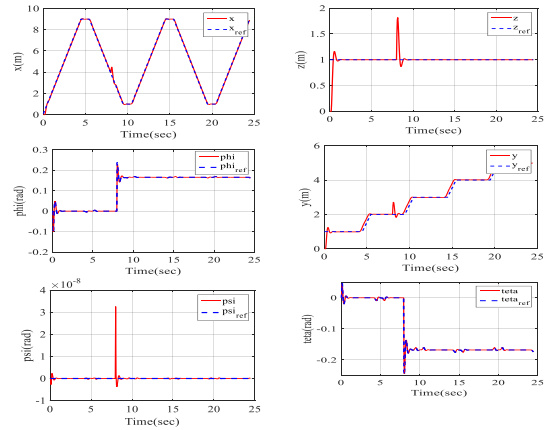 10
8
6
4
2
0
x(m)
x
x_ref
0 5 10 15 20 25
Time(sec)
2
1.5
1
0.5
0
z(m)
z
z_ref
0 5 10 15 20 25
Time(sec)
0.3
0.2
0.1
0
-0.1
-0.2
phi(rad)
phi
phi_ref
0 5 10 15 20 25
Time(sec)
6
4
2
0
y(m)
y
y_ref
0 5 10 15 20 25
Time(sec)
×10^-8
4
3
2
1
0
-1
psi(rad)
psi
psi_ref
0 5 10 15 20 25
Time(sec)
0
-0.1
-0.2
teta(rad)
teta
teta_ref
0 5 10 15 20 25
Time(sec)